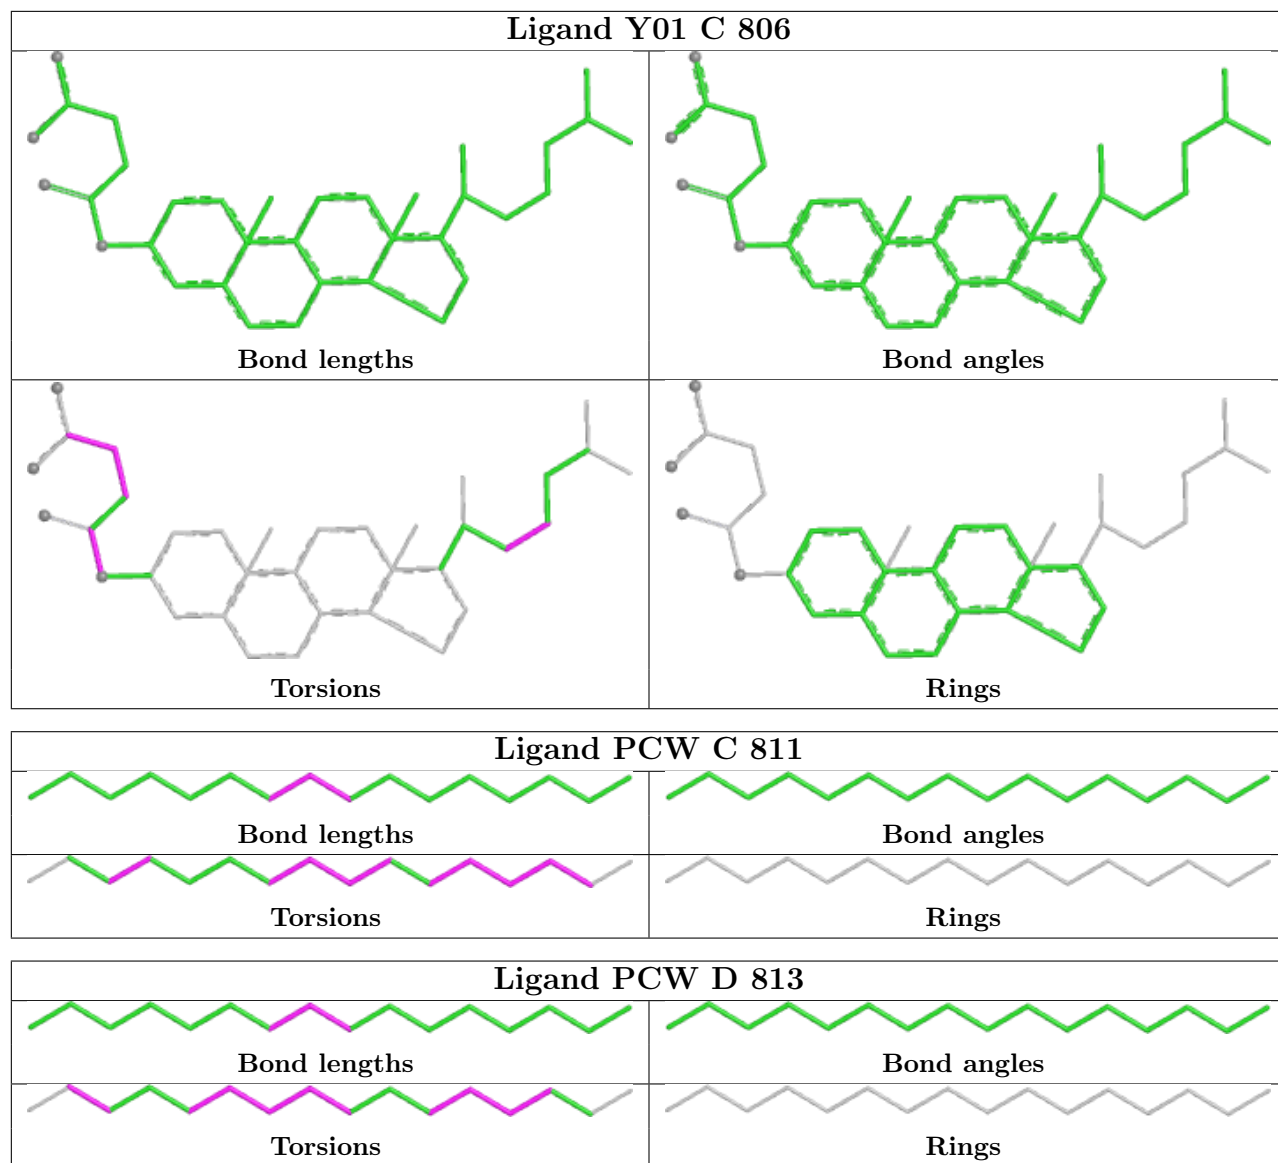 Ligand Y01 C 806
Bond lengths
Bond angles
Torsions
Rings
Ligand PCW C 811
Bond lengths
Bond angles
Torsions
Rings
Ligand PCW D 813
Bond lengths
Bond angles
Torsions
Rings